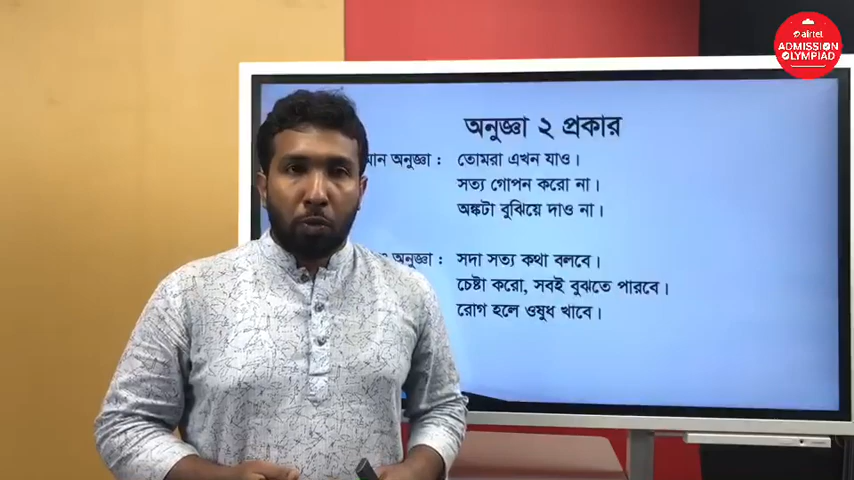 airtel
ADMISSION
OLYMPIAD
অনুজ্ঞা ২ প্রকার
অনুজ্ঞা : তোমরা এখন যাও।
সত্য গোপন করো না।
অঙ্কটা বুঝিয়ে দাও না।
অনুজ্ঞা : সদা সত্য কথা বলবে।
চেষ্টা করো, সবই বুঝতে পারবে।
রোগ হলে ওষুধ খাবে।